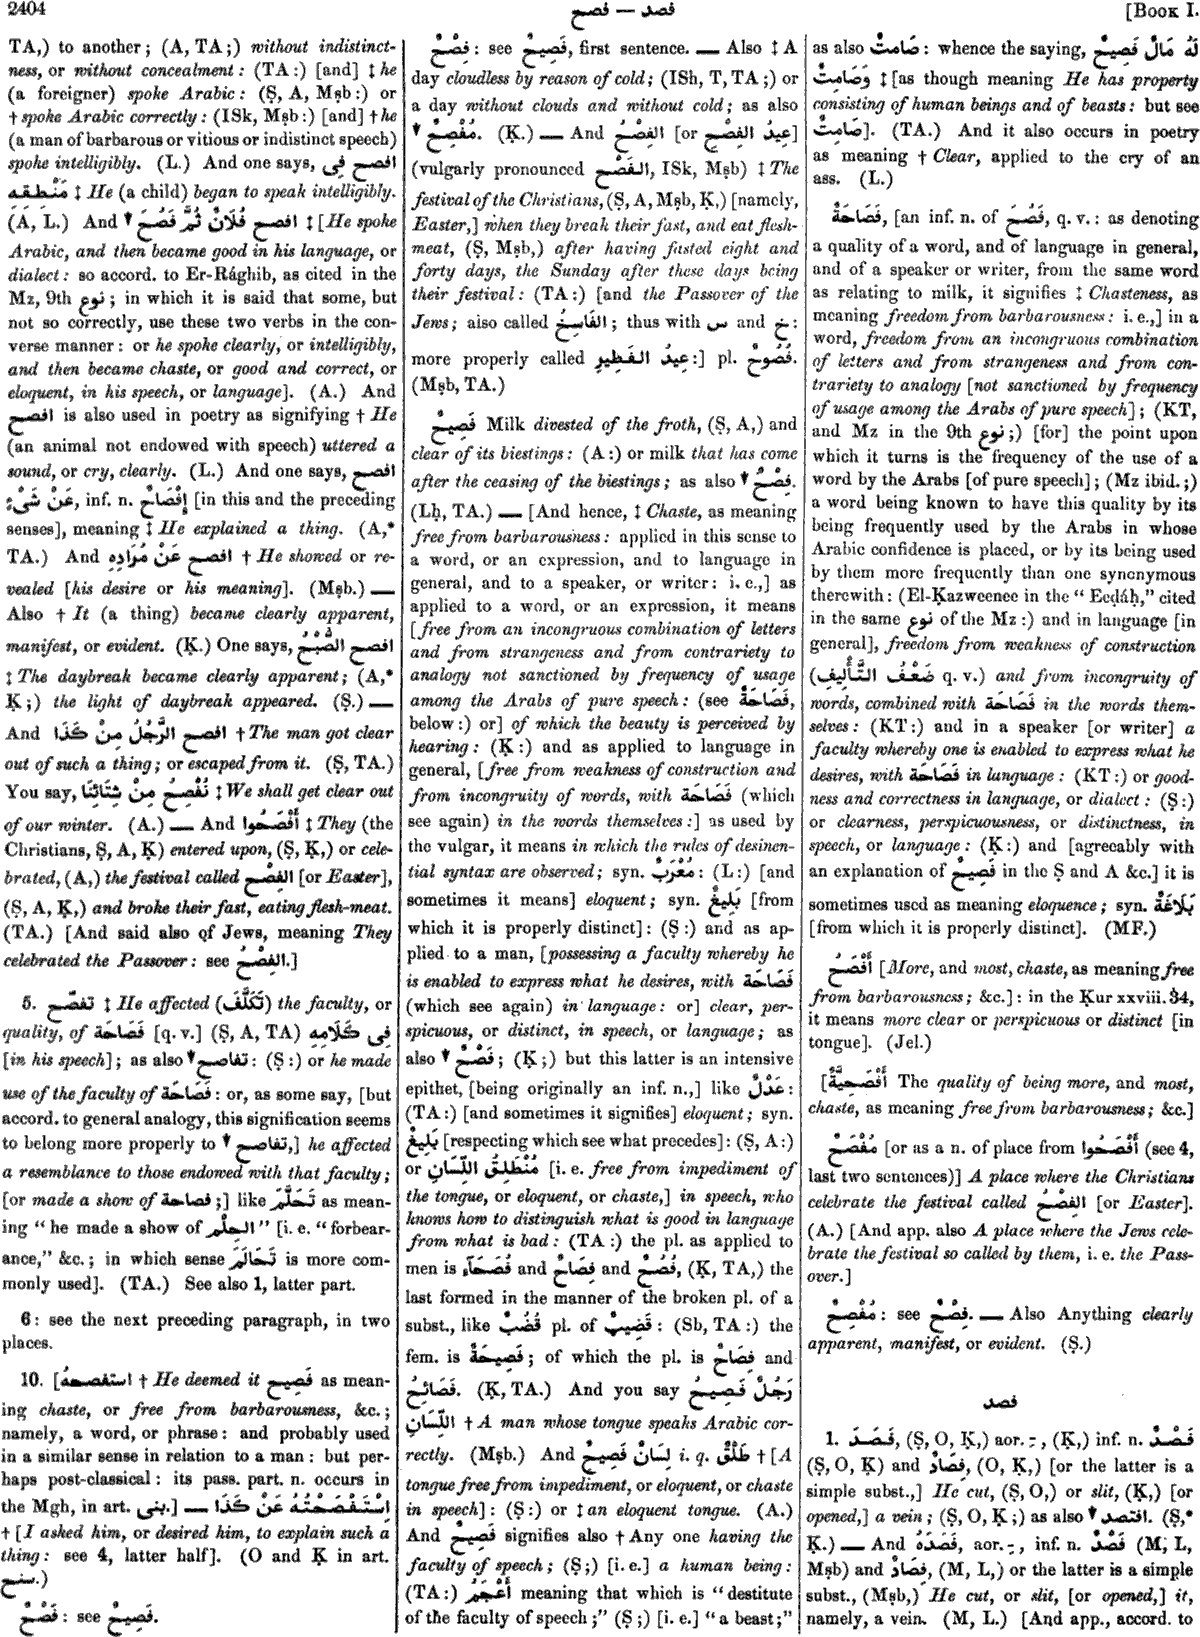 2404
فصد — فصح
[BOOK I.
TA,) to another; (A, TA;) without indistinct-
ness, or without concealment: (TA:) [and] ‡ he
(a foreigner) spoke Arabic: (Ṣ, A, Mṣb:) or
† spoke Arabic correctly: (ISk, Mṣb:) [and] † he
(a man of barbarous or vitious or indistinct speech)
spoke intelligibly. (L.) And one says, افصح فِى
مَنْطِقِهِ ‡ He (a child) began to speak intelligibly.
(A, L.) And افصح فُلَانٌ ثُمَّ فَصُحَ ‡ [He spoke
Arabic, and then became good in his language, or
dialect: so accord. to Er-Rághib, as cited in the
Mz, 9th نوع; in which it is said that some, but
not so correctly, use these two verbs in the con-
verse manner: or he spoke clearly, or intelligibly,
and then became chaste, or good and correct, or
eloquent, in his speech, or language]. (A.) And
افصح is also used in poetry as signifying † He
(an animal not endowed with speech) uttered a
sound, or cry, clearly. (L.) And one says, افصح
عَنْ شَىْءٍ, inf. n. إِفْصَاحٌ [in this and the preceding
senses], meaning ‡ He explained a thing. (A,*
TA.) And افصح عَنْ مُرَادِهِ † He showed or re-
vealed [his desire or his meaning]. (Mṣb.) —
Also † It (a thing) became clearly apparent,
manifest, or evident. (Ḳ.) One says, افصح الصُّبْحُ
‡ The daybreak became clearly apparent; (A,*
Ḳ;) the light of daybreak appeared. (Ṣ.) —
And افصح الرَّجُلُ مِنْ كَذَا † The man got clear
out of such a thing; or escaped from it. (Ṣ, TA.)
You say, نُفْصِحُ مِنْ شِتَائِنَا ‡ We shall get clear out
of our winter. (A.) — And أَفْصَحُوا ‡ They (the
Christians, Ṣ, A, Ḳ) entered upon, (Ṣ, Ḳ,) or cele-
brated, (A,) the festival called الفِصْح [or Easter],
(Ṣ, A, Ḳ,) and broke their fast, eating flesh-meat.
(TA.) [And said also of Jews, meaning They
celebrated the Passover: see الفِصْحُ.]
5. تفصّح ‡ He affected (تَكَلَّفَ) the faculty, or
quality, of فَصَاحَة [q. v.] (Ṣ, A, TA) فِى كَلَامِهِ
[in his speech]; as also ▼ تفاصح: (Ṣ:) or he made
use of the faculty of فَصَاحَة: or, as some say, [but
accord. to general analogy, this signification seems
to belong more properly to ▼ تفاصح,] he affected
a resemblance to those endowed with that faculty;
[or made a show of فصاحة;] like تَحَلَّمَ as mean-
ing “he made a show of الحِلْم” [i. e. “forbear-
ance,” &c.; in which sense تَحَالَمَ is more com-
monly used]. (TA.) See also 1, latter part.
6: see the next preceding paragraph, in two
places.
10. [استفصحهُ † He deemed it فَصِيح as mean-
ing chaste, or free from barbarousness, &c.;
namely, a word, or phrase: and probably used
in a similar sense in relation to a man: but per-
haps post-classical: its pass. part. n. occurs in
the Mgh, in art. بنى.] — اِسْتَفْصَحْتُهُ عَنْ كَذَا
† [I asked him, or desired him, to explain such a
thing: see 4, latter half]. (O and Ḳ in art.
سنح.)
فَصْحٌ: see فَصِيحٌ.
فِصْحٌ: see فَصِيحٌ, first sentence. — Also ‡ A
day cloudless by reason of cold; (ISh, T, TA;) or
a day without clouds and without cold; as also
▼ مُفْصِحٌ. (Ḳ.) — And الفِصْحُ [or عِيدُ الفِصْحِ]
(vulgarly pronounced الفَصْح, ISk, Mṣb) ‡ The
festival of the Christians, (Ṣ, A, Mṣb, Ḳ,) [namely,
Easter,] when they break their fast, and eat flesh-
meat, (Ṣ, Mṣb,) after having fasted eight and
forty days, the Sunday after these days being
their festival: (TA:) [and the Passover of the
Jews; also called الفَاسِخُ; thus with س and خ:
more properly called عِيدُ الفَطِيرِ:] pl. فُصُوحٌ.
(Mṣb, TA.)
فَصِيحٌ Milk divested of the froth, (Ṣ, A,) and
clear of its biestings: (A:) or milk that has come
after the ceasing of the biestings; as also ▼ فِصْحٌ.
(Lḥ, TA.) — [And hence, ‡ Chaste, as meaning
free from barbarousness: applied in this sense to
a word, or an expression, and to language in
general, and to a speaker, or writer: i. e.,] as
applied to a word, or an expression, it means
[free from an incongruous combination of letters
and from strangeness and from contrariety to
analogy not sanctioned by frequency of usage
among the Arabs of pure speech: (see فَصَاحَةٌ,
below:) or] of which the beauty is perceived by
hearing: (Ḳ:) and as applied to language in
general, [free from weakness of construction and
from incongruity of words, with فَصَاحَة (which
see again) in the words themselves:] as used by
the vulgar, it means in which the rules of desinen-
tial syntax are observed; syn. مُعْرَبٌ: (L:) [and
sometimes it means] eloquent; syn. بَلِيغٌ [from
which it is properly distinct]: (Ṣ:) and as ap-
plied to a man, [possessing a faculty whereby he
is enabled to express what he desires, with فَصَاحَة
(which see again) in language: or] clear, per-
spicuous, or distinct, in speech, or language; as
also ▼ فَصْحٌ; (Ḳ;) but this latter is an intensive
epithet, [being originally an inf. n.,] like عَدْلٌ:
(TA:) [and sometimes it signifies] eloquent; syn.
بَلِيغٌ [respecting which see what precedes]: (Ṣ, A:)
or مُنْطَلِقُ اللِّسَانِ [i. e. free from impediment of
the tongue, or eloquent, or chaste,] in speech, who
knows how to distinguish what is good in language
from what is bad: (TA:) the pl. as applied to
men is فُصَحَآءُ and فِصَاحٌ and فُصُحٌ, (Ḳ, TA,) the
last formed in the manner of the broken pl. of a
subst., like قُضُبٌ pl. of قَضِيبٌ: (Sb, TA:) the
fem. is فَصِيحَةٌ; of which the pl. is فِصَاحٌ and
فَصَائِحُ. (Ḳ, TA.) And you say رَجُلٌ فَصِيحُ
اللِّسَانِ † A man whose tongue speaks Arabic cor-
rectly. (Mṣb.) And لِسَانٌ فَصِيحٌ i. q. طَلْقٌ † [A
tongue free from impediment, or eloquent, or chaste
in speech]: (Ṣ:) or ‡ an eloquent tongue. (A.)
And فَصِيحٌ signifies also † Any one having the
faculty of speech; (Ṣ;) [i. e.] a human being:
(TA:) أَعْجَمُ meaning that which is “destitute
of the faculty of speech;” (Ṣ;) [i. e.] “a beast;”
as also صَامِتٌ: whence the saying, لَهُ مَالٌ فَصِيحٌ
وَصَامِتٌ ‡ [as though meaning He has property
consisting of human beings and of beasts: but see
صَامِتٌ]. (TA.) And it also occurs in poetry
as meaning † Clear, applied to the cry of an
ass. (L.)
فَصَاحَةٌ, [an inf. n. of فَصُحَ, q. v.: as denoting
a quality of a word, and of language in general,
and of a speaker or writer, from the same word
as relating to milk, it signifies ‡ Chasteness, as
meaning freedom from barbarousness: i. e.,] in a
word, freedom from an incongruous combination
of letters and from strangeness and from con-
trariety to analogy [not sanctioned by frequency
of usage among the Arabs of pure speech]; (KT,
and Mz in the 9th نوع;) [for] the point upon
which it turns is the frequency of the use of a
word by the Arabs [of pure speech]; (Mz ibid.;)
a word being known to have this quality by its
being frequently used by the Arabs in whose
Arabic confidence is placed, or by its being used
by them more frequently than one synonymous
therewith: (El-Ḳazweenee in the “Eeḍáḥ,” cited
in the same نوع of the Mz:) and in language [in
general], freedom from weakness of construction
(ضَعْفُ التَّأْلِيفِ q. v.) and from incongruity of
words, combined with فَصَاحَة in the words them-
selves: (KT:) and in a speaker [or writer] a
faculty whereby one is enabled to express what he
desires, with فَصَاحَة in language: (KT:) or good-
ness and correctness in language, or dialect: (Ṣ:)
or clearness, perspicuousness, or distinctness, in
speech, or language: (Ḳ:) and [agreeably with
an explanation of فَصِيحٌ in the Ṣ and A &c.] it is
sometimes used as meaning eloquence; syn. بَلَاغَةٌ
[from which it is properly distinct]. (MF.)
أَفْصَحُ [More, and most, chaste, as meaning free
from barbarousness; &c.]: in the Ḳur xxviii. 34,
it means more clear or perspicuous or distinct [in
tongue]. (Jel.)
[أَفْصَحِيَّةٌ The quality of being more, and most,
chaste, as meaning free from barbarousness; &c.]
مُفْصَحٌ [or as a n. of place from أَفْصَحُوا (see 4,
last two sentences)] A place where the Christians
celebrate the festival called الفِصْحُ [or Easter].
(A.) [And app. also A place where the Jews cele-
brate the festival so called by them, i. e. the Pass-
over.]
مُفْصِحٌ: see فِصْحٌ. — Also Anything clearly
apparent, manifest, or evident. (Ṣ.)
فصد
1. فَصَدَ, (Ṣ, O, Ḳ,) aor. ـِ, (Ḳ,) inf. n. فَصْدٌ
(Ṣ, O, Ḳ) and فِصَادٌ, (O, Ḳ,) [or the latter is a
simple subst.,] He cut, (Ṣ, O,) or slit, (Ḳ,) [or
opened,] a vein; (Ṣ, O, Ḳ;) as also ▼ افتصد. (Ṣ,*
Ḳ.) — And فَصَدَهُ, aor. ـِ, inf. n. فَصْدٌ (M, L,
Mṣb) and فِصَادٌ, (M, L,) or the latter is a simple
subst., (Mṣb,) He cut, or slit, [or opened,] it,
namely, a vein. (M, L.) [And app., accord. to